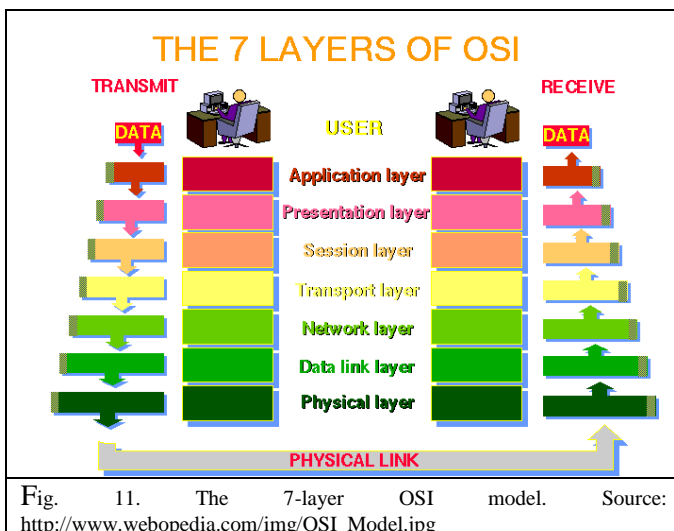 THE 7 LAYERS OF OSI
TRANSMIT
RECEIVE
DATA
USER
DATA
Application layer
Presentation layer
Session layer
Transport layer
Network layer
Data link layer
Physical layer
PHYSICAL LINK
Fig. 11. The 7-layer OSI model. Source:
http://www.webopedia.com/img/OSI_Model.jpg